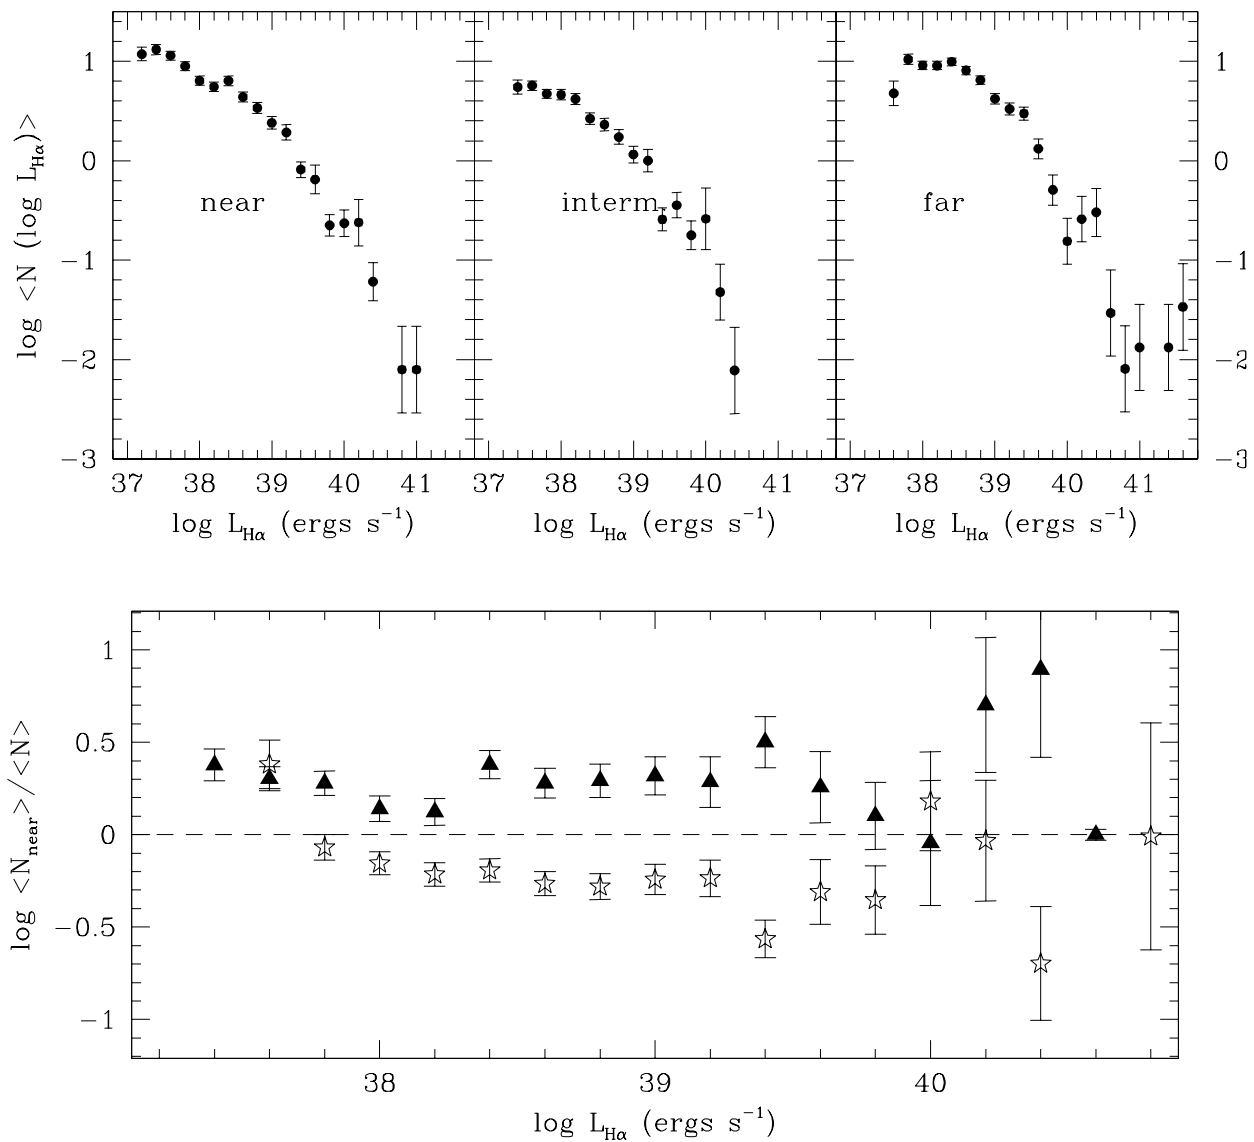 log <N (log L_Hα)>
1
0
−1
−2
−3
near
interm.
far
1
0
−1
−2
−3
37 38 39 40 41 37 38 39 40 37 38 39 40 41
log L_Hα (ergs s⁻¹) log L_Hα (ergs s⁻¹) log L_Hα (ergs s⁻¹)
log <N_near>/<N>
1
0.5
0
−0.5
−1
38 39 40
log L_Hα (ergs s⁻¹)